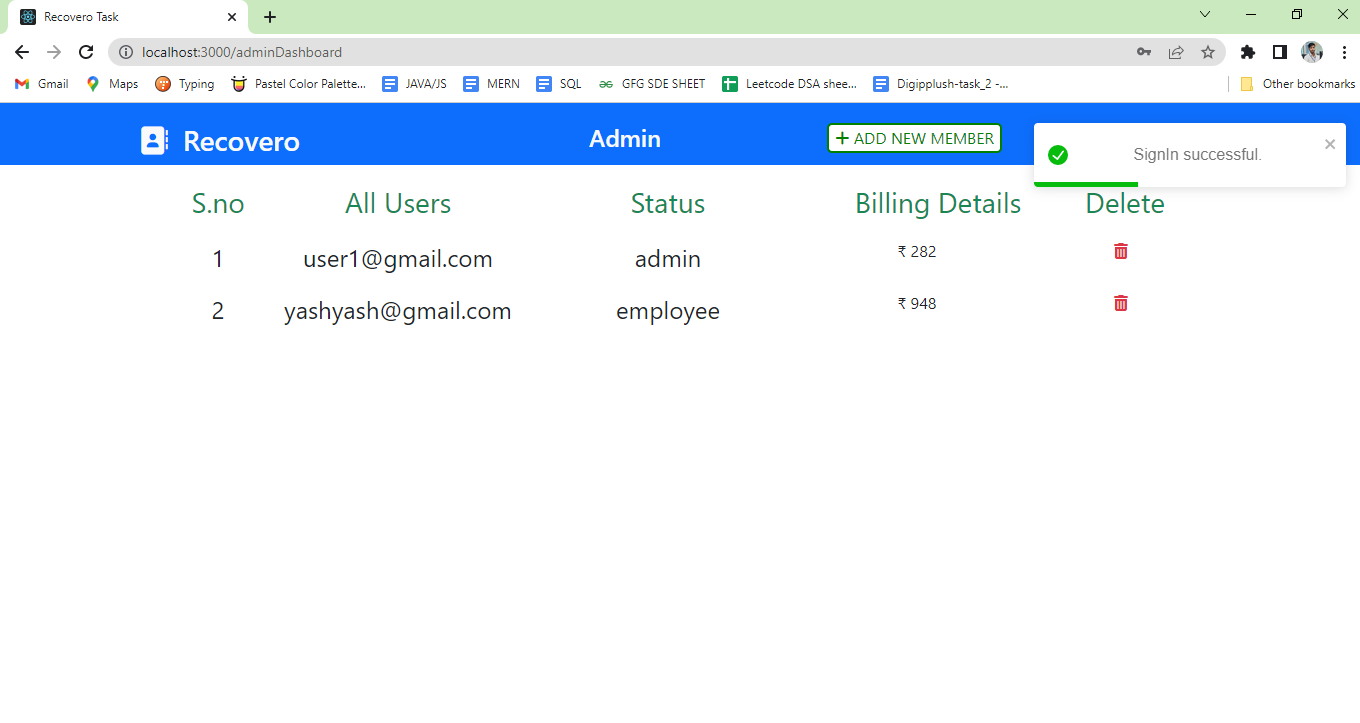 Recovero Task
localhost:3000/adminDashboard
Gmail Maps Typing Pastel Color Palette... JAVA/JS MERN SQL GFG SDE SHEET Leetcode DSA shee... Digipplush-task_2 -... Other bookmarks
Recovero Admin + ADD NEW MEMBER SignIn successful.
S.no All Users Status Billing Details Delete
1 user1@gmail.com admin ₹ 282
2 yashyash@gmail.com employee ₹ 948